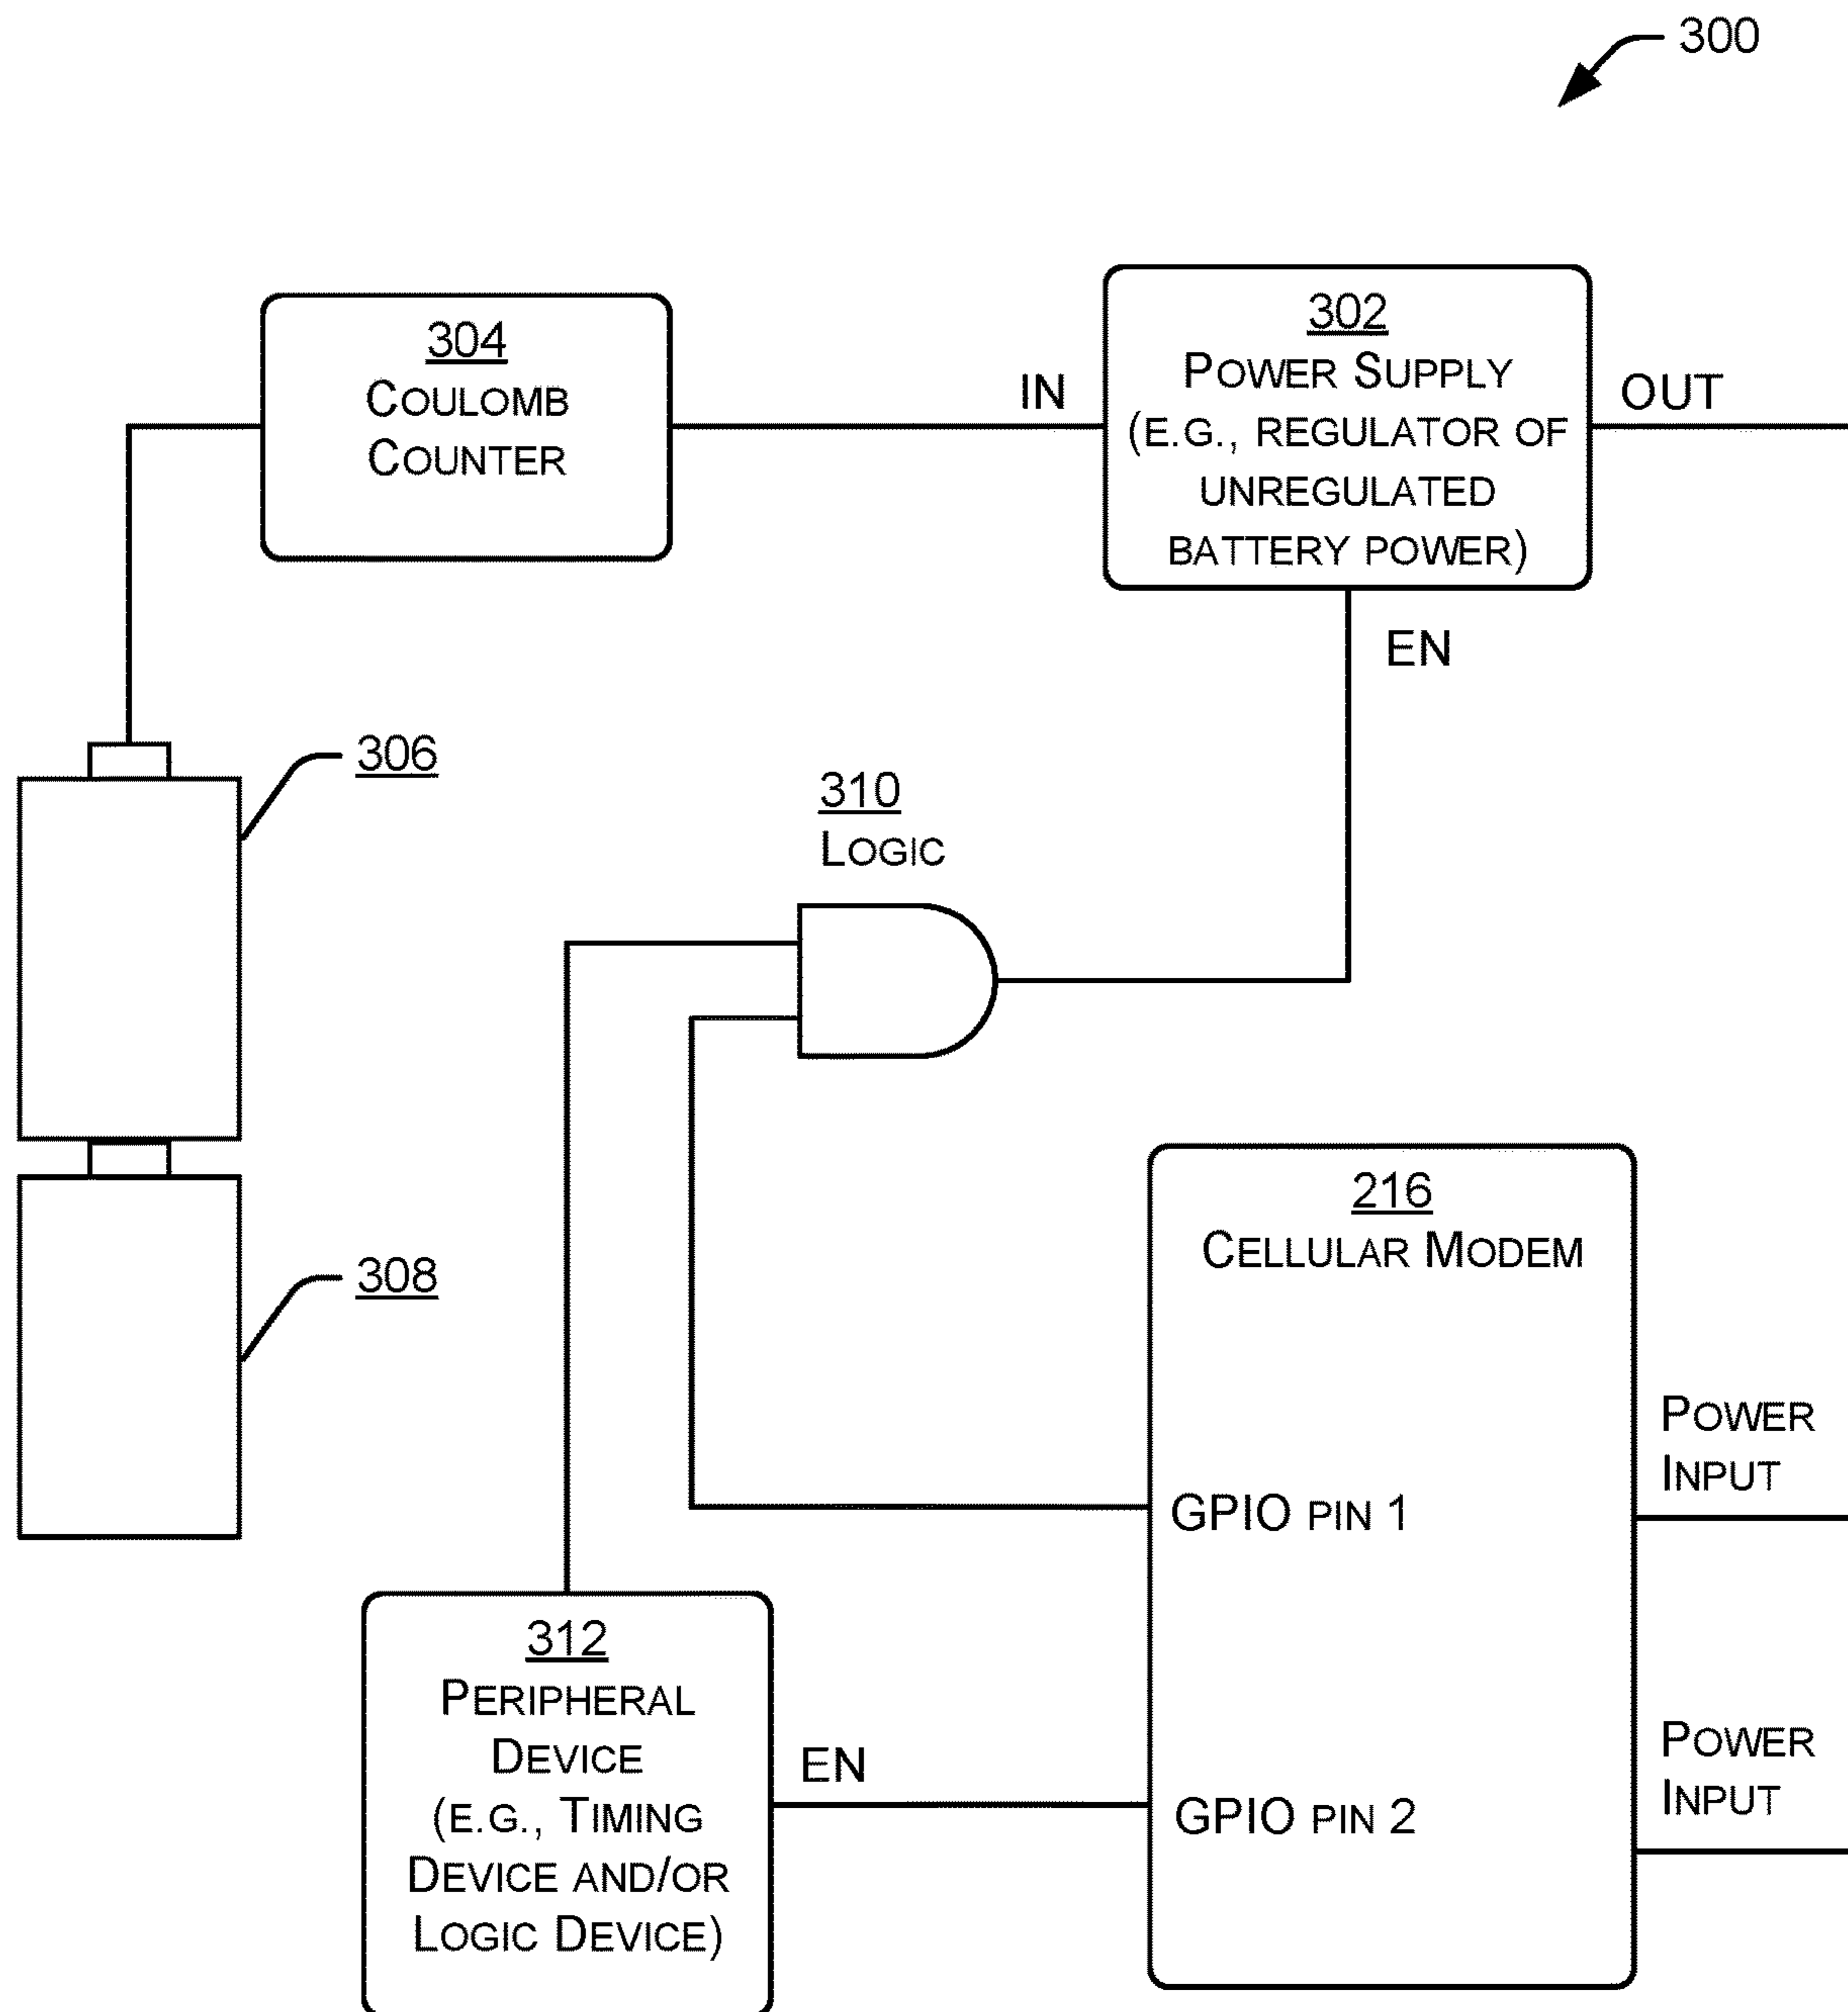 300
304
COULOMB
COUNTER
IN
302
POWER SUPPLY
(E.G., REGULATOR OF
UNREGULATED
BATTERY POWER)
OUT
EN
306
310
LOGIC
308
216
CELLULAR MODEM
POWER
INPUT
GPIO PIN 1
312
PERIPHERAL
DEVICE
(E.G., TIMING
DEVICE AND/OR
LOGIC DEVICE)
EN
GPIO PIN 2
POWER
INPUT